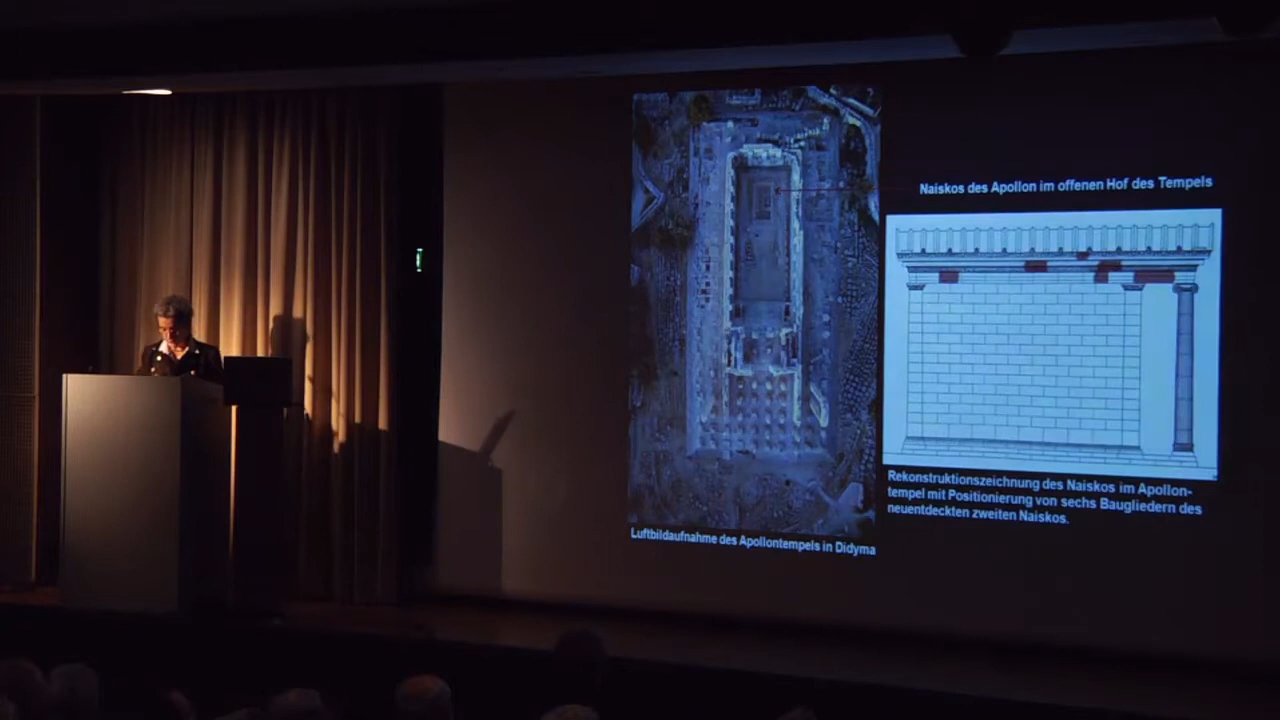 Naiskos des Apollon im offenen Hof des Tempels
Rekonstruktionszeichnung des Naiskos im Apollon-
tempel mit Positionierung von sechs Baugliedern des
neuentdeckten zweiten Naiskos.
Luftbildaufnahme des Apollontempels in Didyma